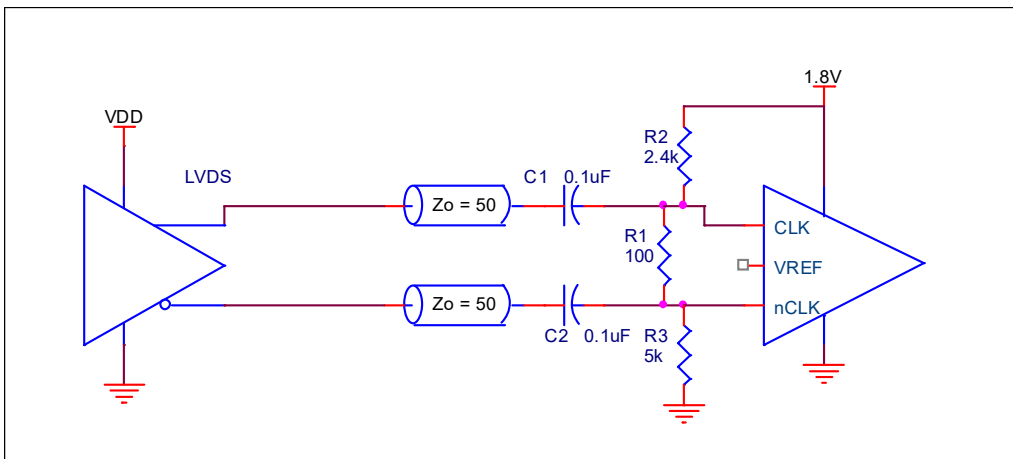 1.8V
VDD
R2
2.4k
LVDS
C1 0.1uF
Zo = 50
R1
100
CLK
VREF
Zo = 50
nCLK
C2 0.1uF
R3
5k